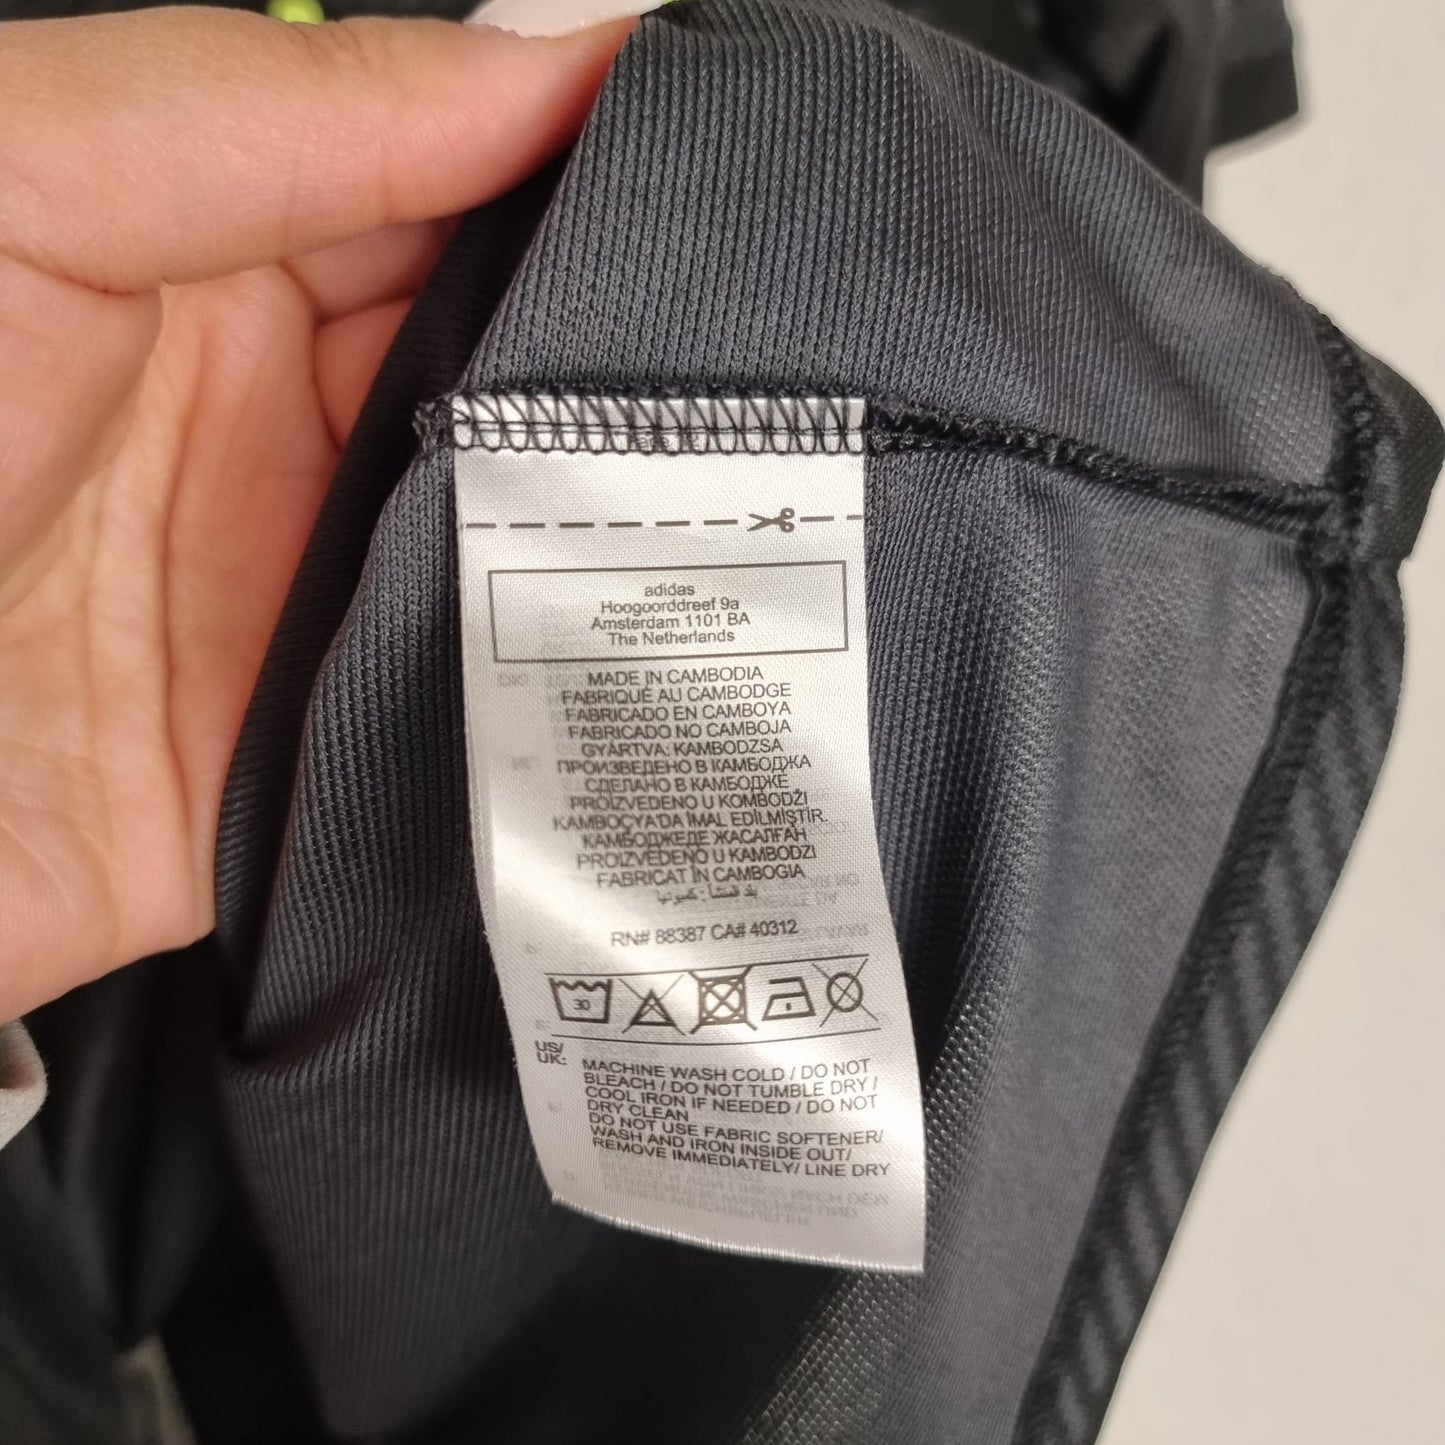 adidas
Hoogoorddreef 9a
Amsterdam 1101 BA
The Netherlands
MADE IN CAMBODIA
FABRIQUÉ AU CAMBODGE
FABRICADO EN CAMBOYA
FABRICADO NO CAMBOJA
GYÁRTVA: KAMBODZSA
ПРОИЗВЕДЕНО В КАМБОДЖА
СДЕЛАНО В КАМБОДЖЕ
PROIZVEDENO U KOMBODŽI
KAMBOÇYA'DA İMAL EDİLMİŞTİR.
КАМБОДЖЕДЕ ЖАСАЛҒАН
PROIZVEDENO U KAMBODZI
FABRICAT ÎN CAMBOGIA
RN# 88387 CA# 40312
30
US/
UK:
MACHINE WASH COLD / DO NOT
BLEACH / DO NOT TUMBLE DRY /
COOL IRON IF NEEDED / DO NOT
DRY CLEAN
DO NOT USE FABRIC SOFTENER/
WASH AND IRON INSIDE OUT/
REMOVE IMMEDIATELY/ LINE DRY